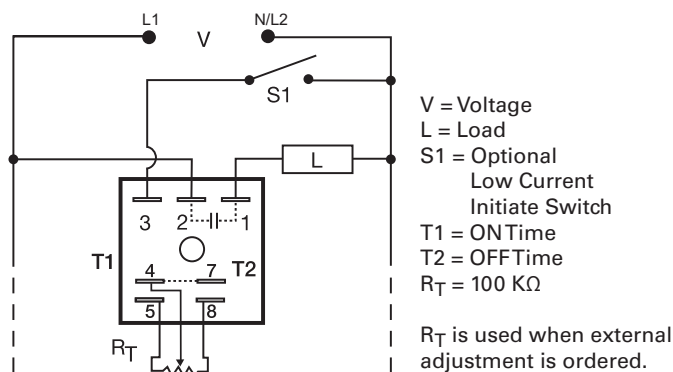 L1
V
N/L2
S1
L
3
2
1
T1
4
7
T2
5
8
RT
V = Voltage
L = Load
S1 = Optional
Low Current
Initiate Switch
T1 = ON Time
T2 = OFF Time
RT = 100 KΩ
RT is used when external
adjustment is ordered.